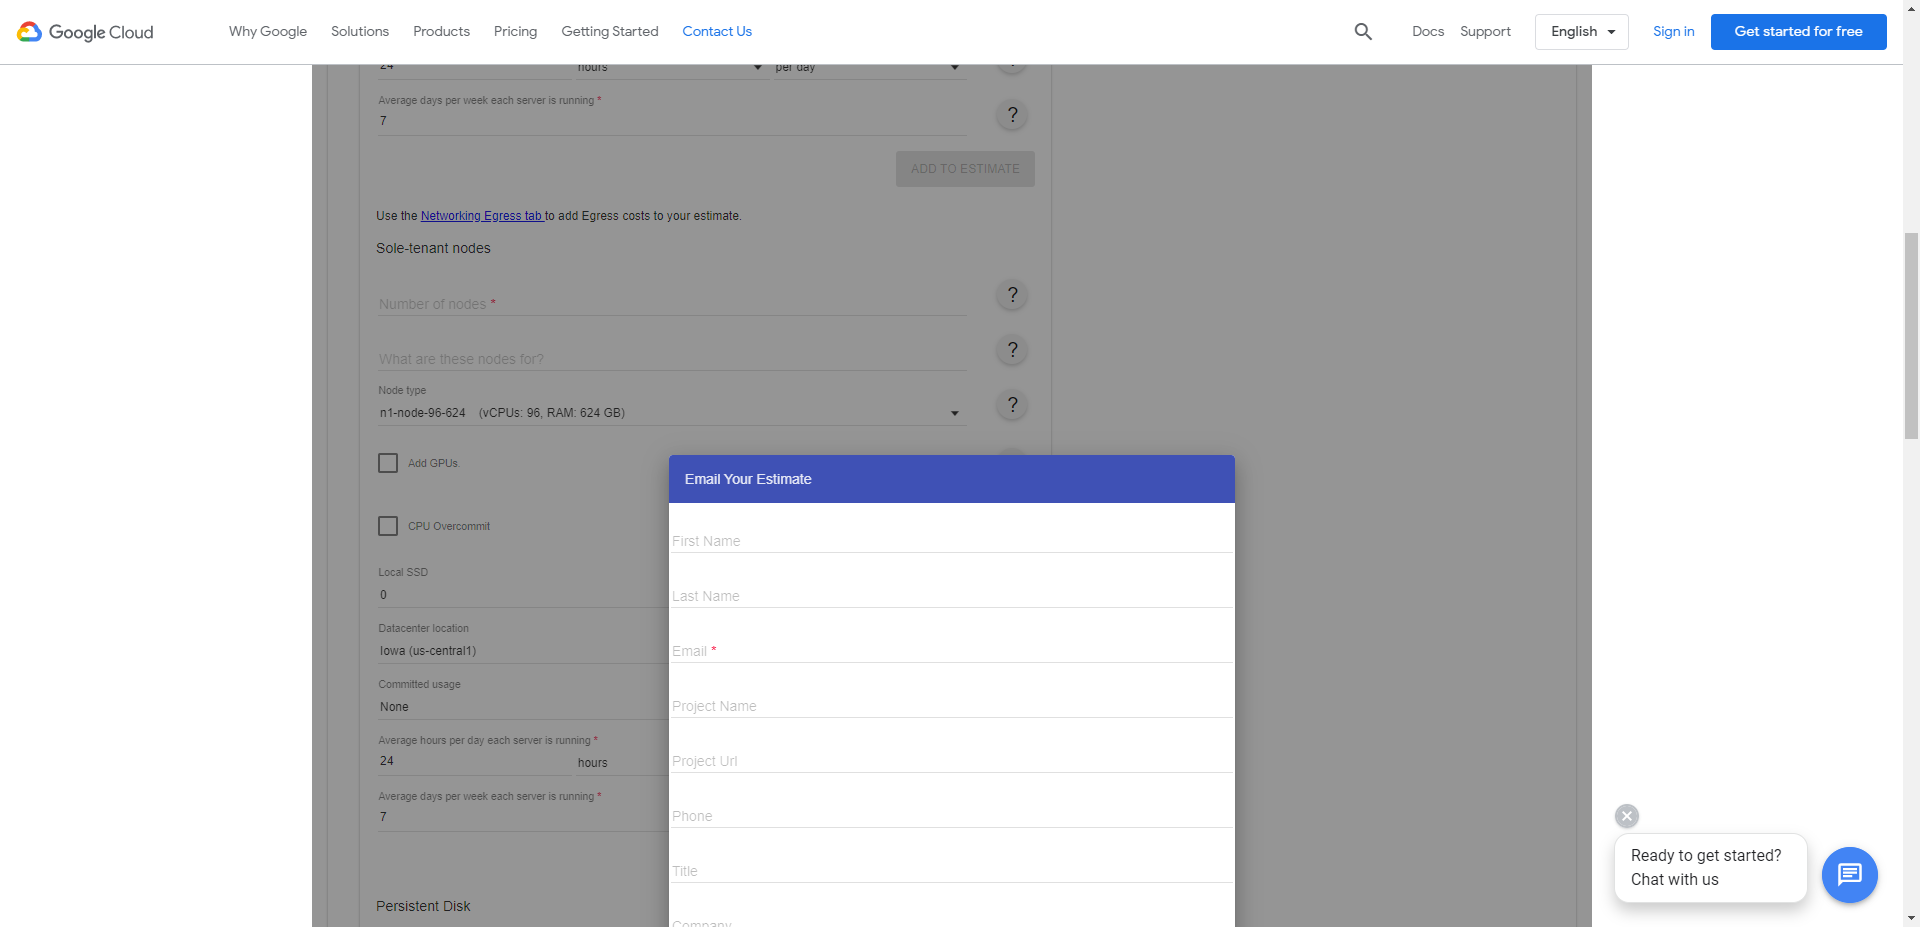 Google Cloud Why Google Solutions Products Pricing Getting Started Contact Us Docs Support English Sign in Get started for free
24 hours per day
Average days per week each server is running *
7
?
ADD TO ESTIMATE
Use the Networking Egress tab to add Egress costs to your estimate.
Sole-tenant nodes
Number of nodes *
?
What are these nodes for?
?
Node type
n1-node-96-624 (vCPUs: 96, RAM: 624 GB)
?
Add GPUs.
CPU Overcommit
Local SSD
0
Datacenter location
Iowa (us-central1)
Committed usage
None
Average hours per day each server is running *
24 hours
Average days per week each server is running *
7
Persistent Disk
Email Your Estimate
First Name
Last Name
Email *
Project Name
Project Url
Phone
Title
Company
Ready to get started?
Chat with us